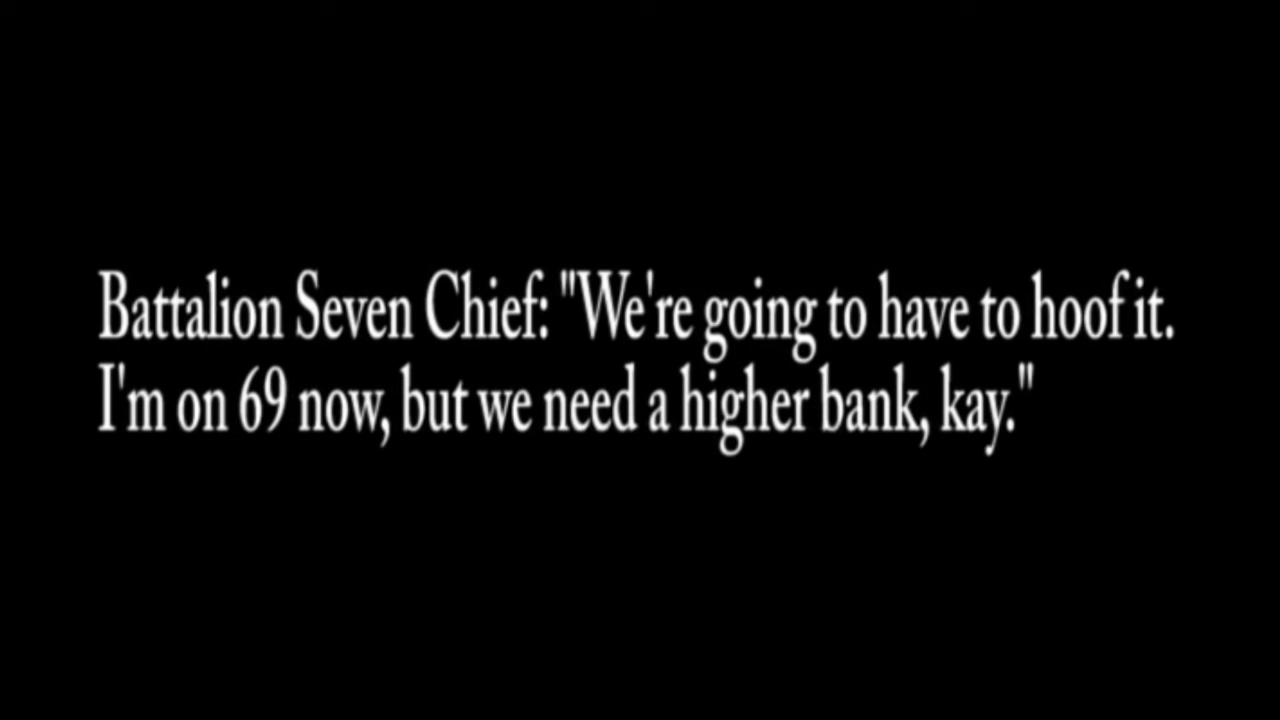 Battalion Seven Chief: "We're going to have to hoof it.
I'm on 69 now, but we need a higher bank, kay."